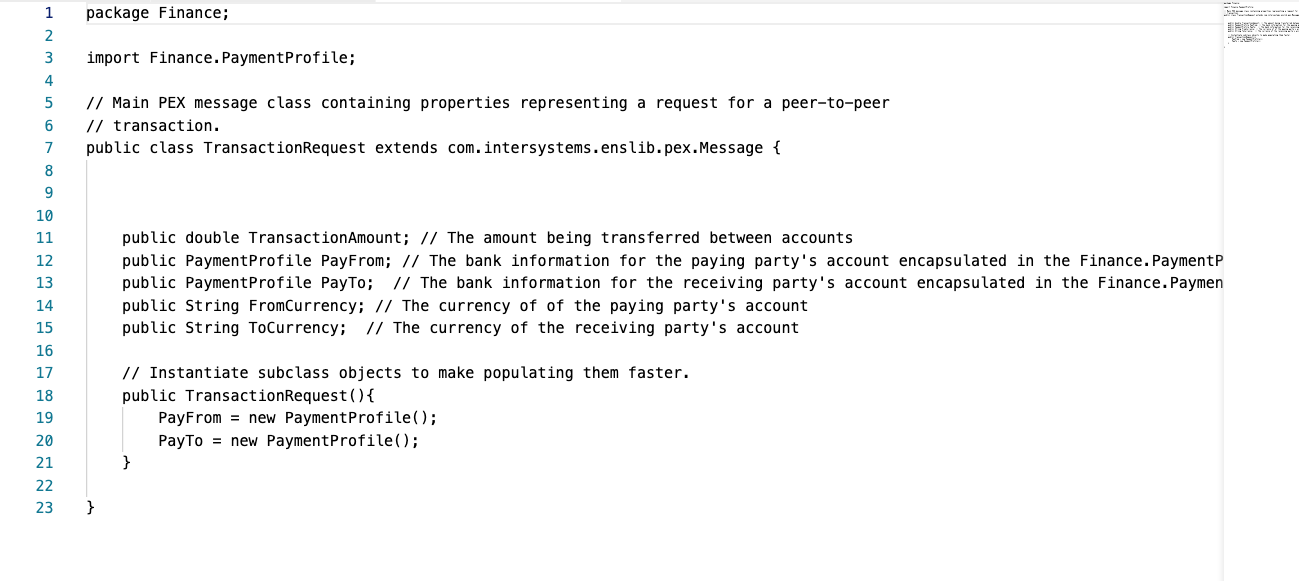 1 package Finance;
2
3 import Finance.PaymentProfile;
4
5 // Main PEX message class containing properties representing a request for a peer-to-peer
6 // transaction.
7 public class TransactionRequest extends com.intersystems.enslib.pex.Message {
8
9
10
11 public double TransactionAmount; // The amount being transferred between accounts
12 public PaymentProfile PayFrom; // The bank information for the paying party's account encapsulated in the Finance.PaymentP
13 public PaymentProfile PayTo;  // The bank information for the receiving party's account encapsulated in the Finance.Paymen
14 public String FromCurrency; // The currency of of the paying party's account
15 public String ToCurrency;  // The currency of the receiving party's account
16
17 // Instantiate subclass objects to make populating them faster.
18 public TransactionRequest(){
19 PayFrom = new PaymentProfile();
20 PayTo = new PaymentProfile();
21 }
22
23 }